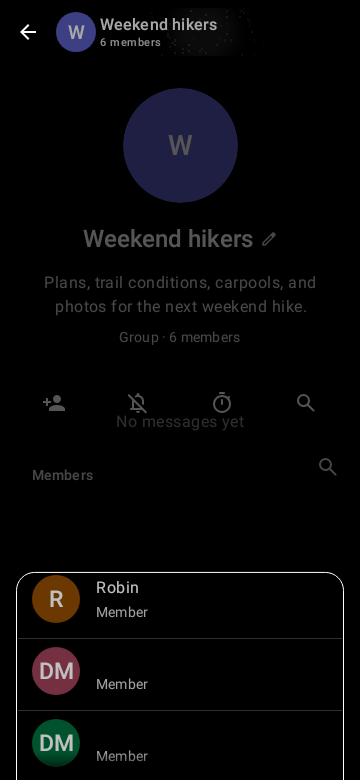 W
Weekend hikers
6 members
W
Weekend hikers
Plans, trail conditions, carpools, and
photos for the next weekend hike.
Group · 6 members
No messages yet
Members
R
Robin
Member
DM
Member
DM
Member